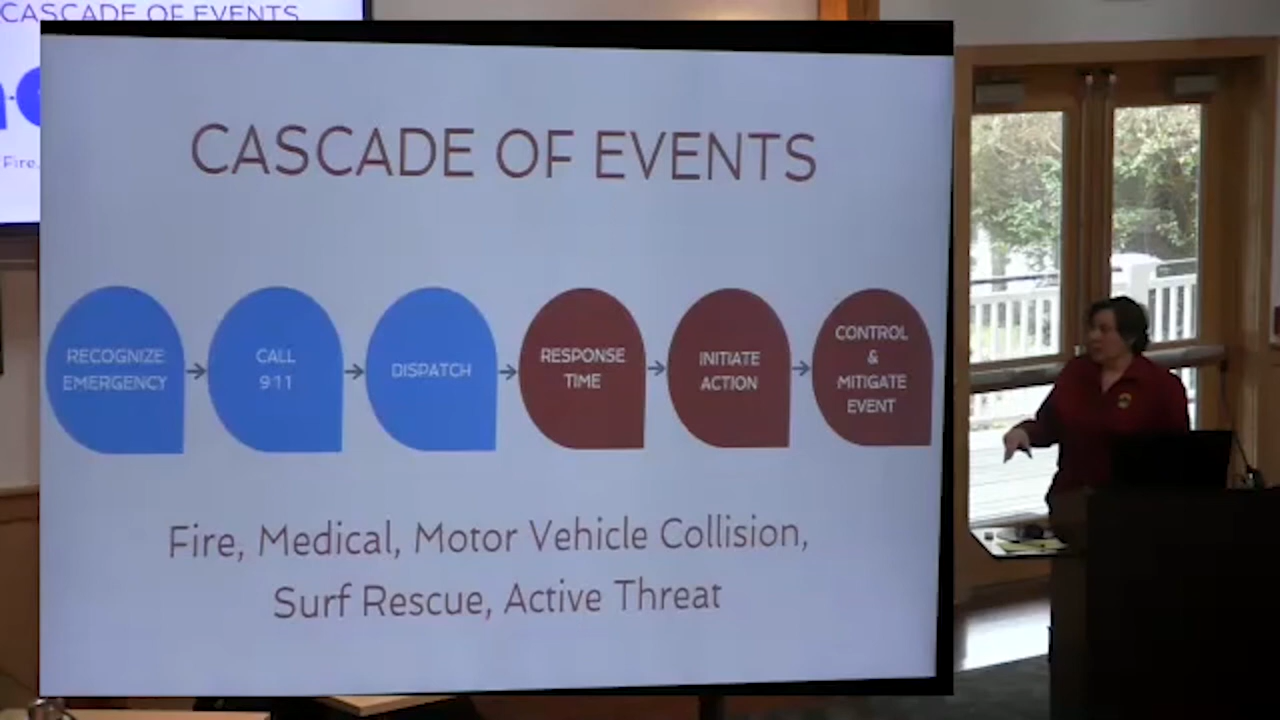 CASCADE OF EVENTS
Fire,
CASCADE OF EVENTS
RECOGNIZE
EMERGENCY
CALL
911
DISPATCH
RESPONSE
TIME
INITIATE
ACTION
CONTROL
&
MITIGATE
EVENT
Fire, Medical, Motor Vehicle Collision,
Surf Rescue, Active Threat